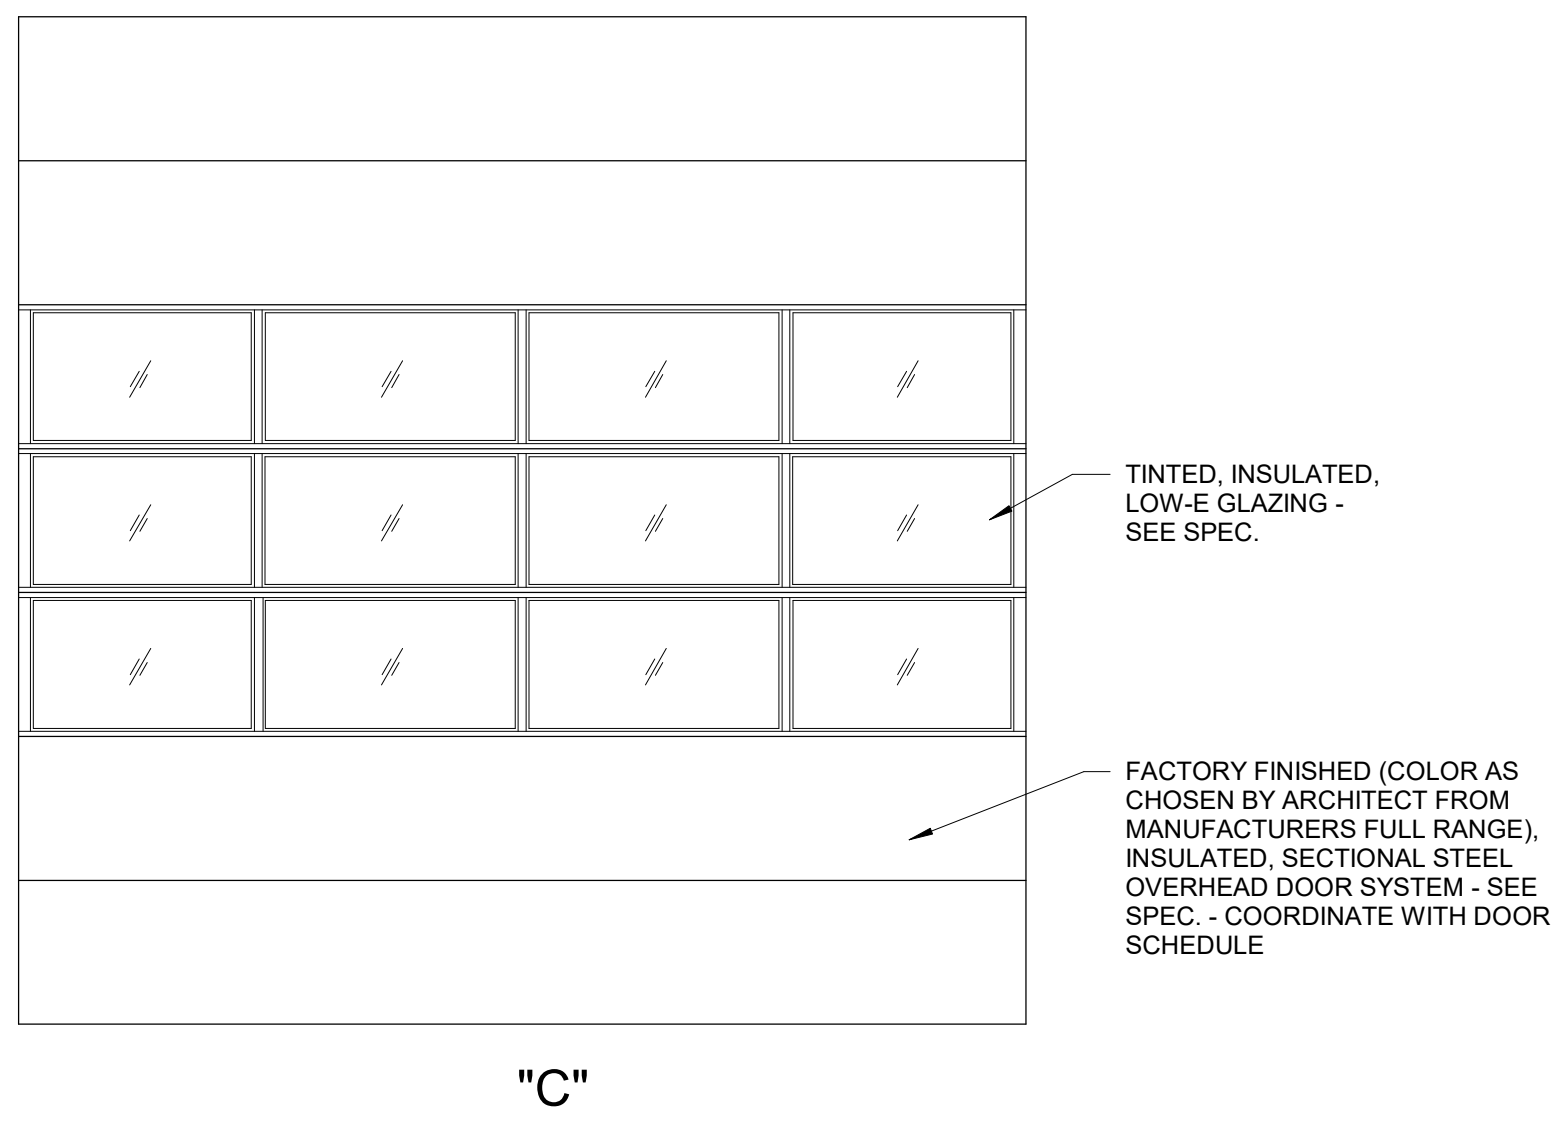 TINTED, INSULATED,
LOW-E GLAZING -
SEE SPEC.
FACTORY FINISHED (COLOR AS
CHOSEN BY ARCHITECT FROM
MANUFACTURERS FULL RANGE),
INSULATED, SECTIONAL STEEL
OVERHEAD DOOR SYSTEM - SEE
SPEC. - COORDINATE WITH DOOR
SCHEDULE
"C"